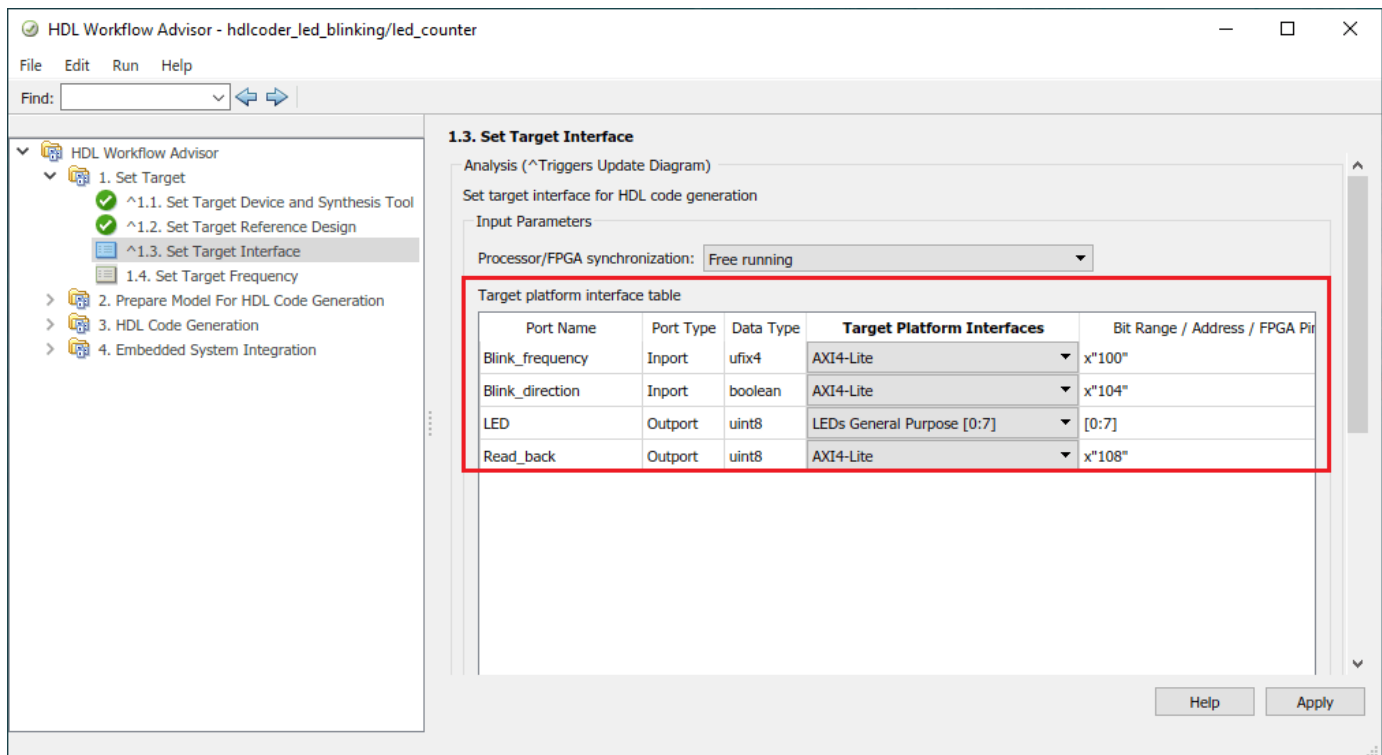 HDL Workflow Advisor - hdlcoder_led_blinking/led_counter
File Edit Run Help
Find:
HDL Workflow Advisor
1. Set Target
^1.1. Set Target Device and Synthesis Tool
^1.2. Set Target Reference Design
^1.3. Set Target Interface
1.4. Set Target Frequency
2. Prepare Model For HDL Code Generation
3. HDL Code Generation
4. Embedded System Integration
1.3. Set Target Interface
Analysis (^Triggers Update Diagram)
Set target interface for HDL code generation
Input Parameters
Processor/FPGA synchronization: Free running
Target platform interface table
Port Name Port Type Data Type Target Platform Interfaces Bit Range / Address / FPGA Pir
Blink_frequency Inport ufix4 AXI4-Lite x"100"
Blink_direction Inport boolean AXI4-Lite x"104"
LED Outport uint8 LEDs General Purpose [0:7] [0:7]
Read_back Outport uint8 AXI4-Lite x"108"
Help Apply